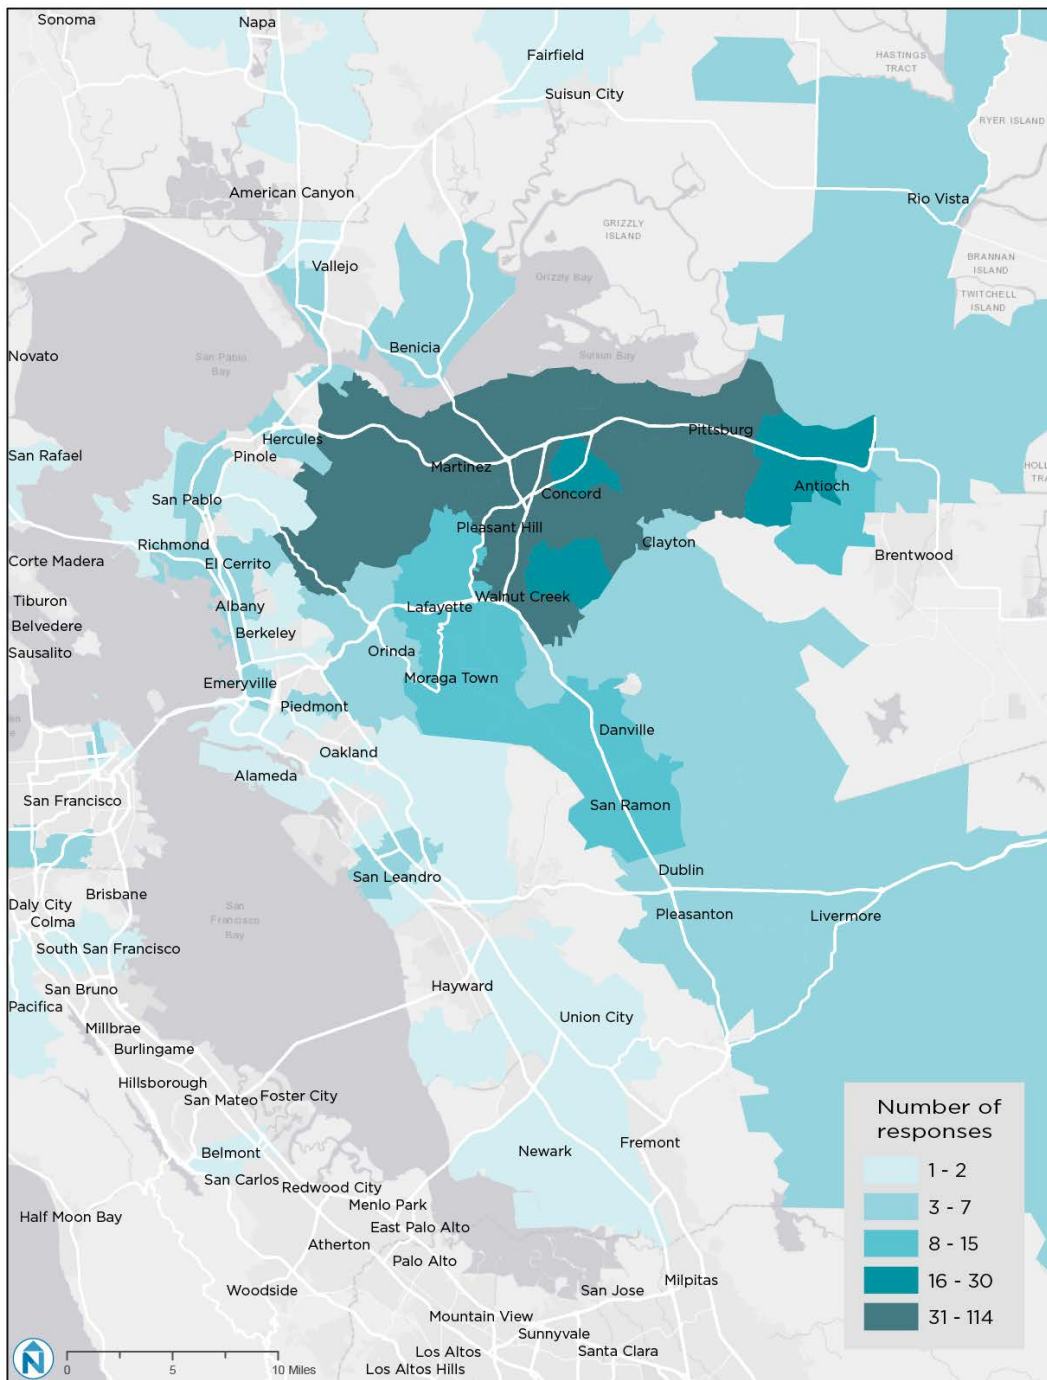 Sonoma
Napa
Fairfield
HASTINGS
TRACT
Suisun City
RYER ISLAND
American Canyon
Rio Vista
GRIZZLY
ISLAND
BRANNAN
ISLAND
Vallejo
Grizzly Bay
TWITCHELL
ISLAND
Novato
San Pablo
Bay
Benicia
Suisun Bay
Hercules
Pittsburg
San Rafael
Pinole
Martinez
HOLL
TRA
San Pablo
Concord
Antioch
Pleasant Hill
Richmond
Clayton
Corte Madera
El Cerrito
Brentwood
Tiburon
Albany
Lafayette
Walnut Creek
Belvedere
Berkeley
Sausalito
Orinda
Emeryville
Moraga Town
Piedmont
Danville
Oakland
Alameda
San Francisco
San Ramon
San Leandro
Dublin
Brisbane
Daly City
San
Francisco
Bay
Colma
Pleasanton
Livermore
South San Francisco
San Bruno
Hayward
Pacifica
Union City
Millbrae
Burlingame
Hillsborough
San Mateo
Foster City
Number of
responses
Belmont
Newark
Fremont
1 - 2
San Carlos
Redwood City
Menlo Park
3 - 7
Half Moon Bay
East Palo Alto
Atherton
8 - 15
Palo Alto
Woodside
San Jose
Milpitas
16 - 30
Mountain View
31 - 114
Sunnyvale
N
Los Altos
Santa Clara
0
5
10 Miles
Los Altos Hills